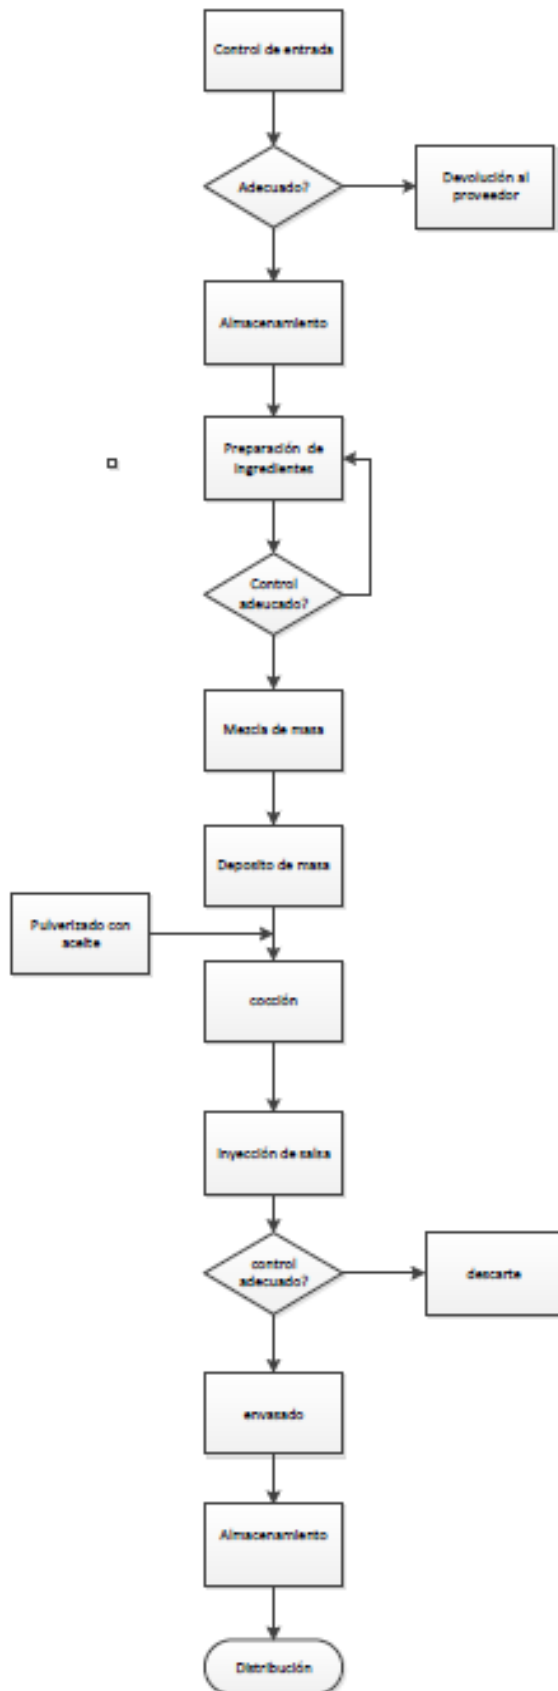 Control de entrada
Adecuado?
Devolución al
proveedor
Almacenamiento
Preparación de
ingredientes
Control
adeucado?
Mezcla de masa
Deposito de masa
Pulverizado con
aceite
cocción
Inyección de salsa
control
adecuado?
descarte
envasado
Almacenamiento
Distribución